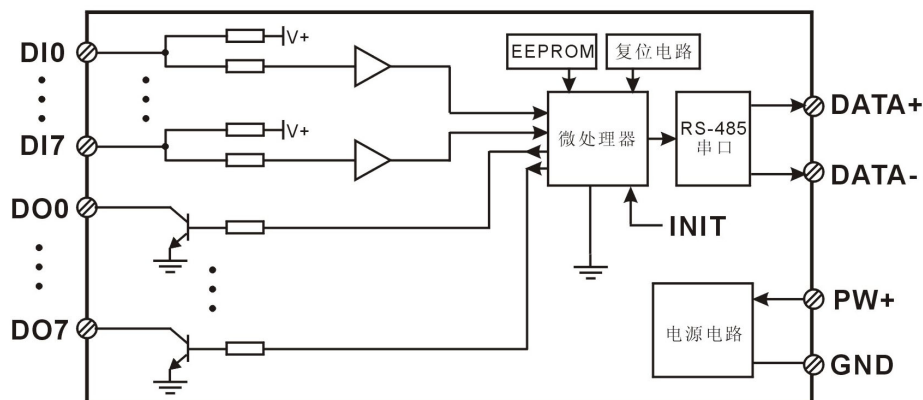 DI0
V+
EEPROM
复位电路
DATA+
DI7
V+
微处理器
RS-485
串口
DATA-
DO0
INIT
PW+
DO7
电源电路
GND